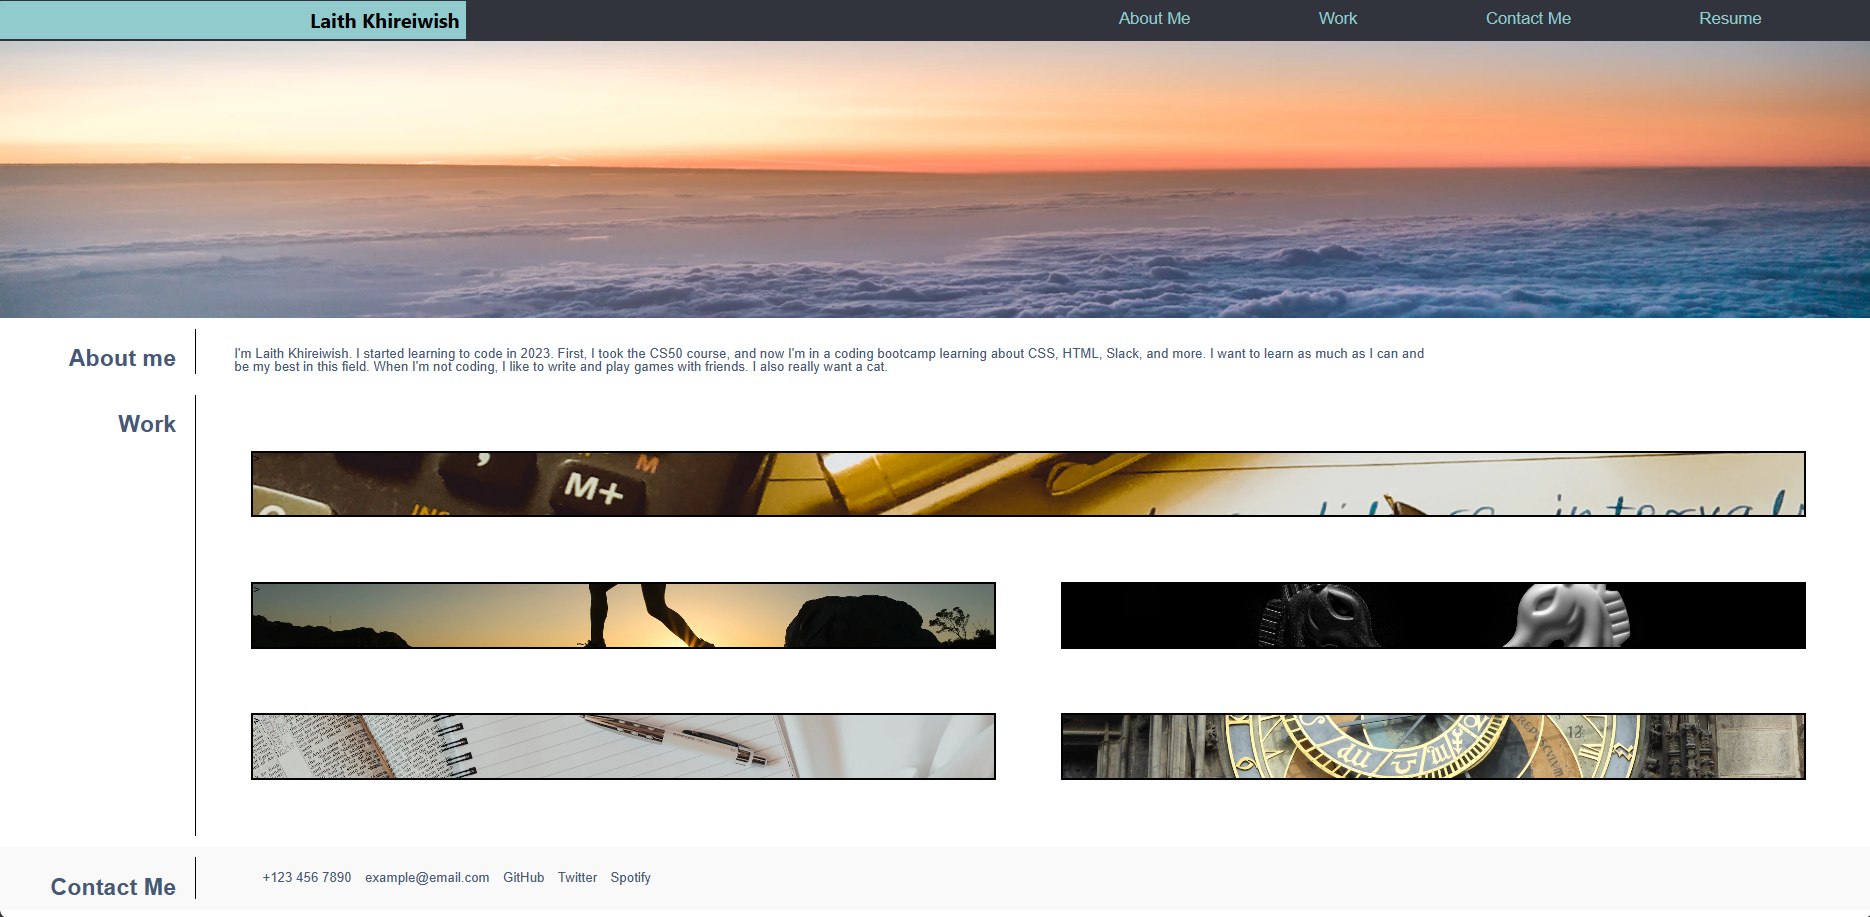 Laith Khireiwish
About Me
Work
Contact Me
Resume
About me
I'm Laith Khireiwish. I started learning to code in 2023. First, I took the CS50 course, and now I'm in a coding bootcamp learning about CSS, HTML, Slack, and more. I want to learn as much as I can and
be my best in this field. When I'm not coding, I like to write and play games with friends. I also really want a cat.
Work
>
M
M+
>
>
Contact Me
+123 456 7890 example@email.com GitHub Twitter Spotify